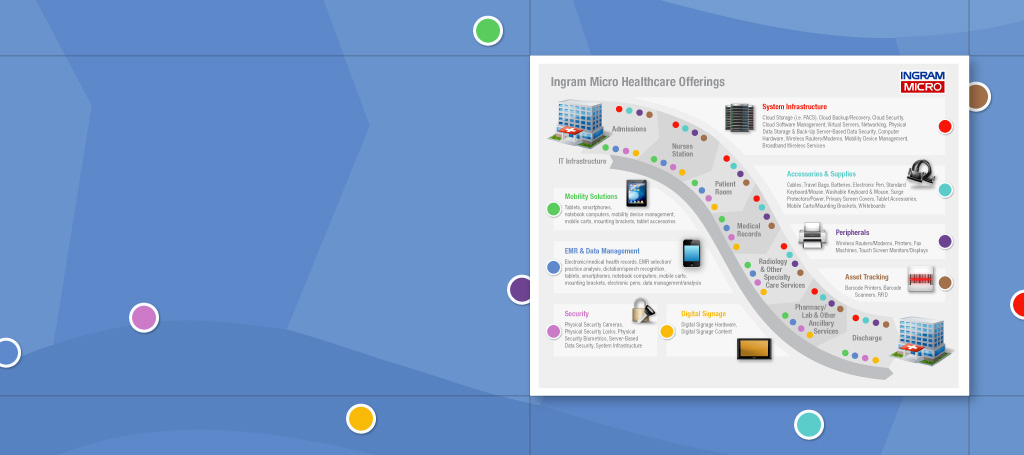 Ingram Micro Healthcare Offerings
INGRAM
MICRO
Admissions
IT Infrastructure
Nurses
Station
Patient
Room
Medical
Records
Radiology
& Other
Specialty
Care Services
Pharmacy/
Lab & Other
Ancillary
Services
Discharge
System Infrastructure
Cloud Storage (i.e. PACS), Cloud Backup/Recovery, Cloud Security,
Cloud Software Management, Virtual Servers, Networking, Physical
Data Storage & Back-Up Server-Based Data Security, Computer
Hardware, Wireless Routers/Modems, Mobility Device Management,
Broadband Wireless Services
Accessories & Supplies
Cables, Travel Bags, Batteries, Electronic Pen, Standard
Keyboard/Mouse, Washable Keyboard & Mouse, Surge
Protectors/Power, Privacy Screen Covers, Tablet Accessories,
Mobile Carts/Mounting Brackets, Whiteboards
Peripherals
Wireless Routers/Modems, Printers, Fax
Machines, Touch Screen Monitors/Displays
Asset Tracking
Barcode Printers, Barcode
Scanners, RFID
Mobility Solutions
Tablets, smartphones,
notebook computers, mobility device management,
mobile carts, mounting brackets, tablet accessories
EMR & Data Management
Electronic/medical health records, EMR selection/
practice analysis, dictation/speech recognition,
tablets, smartphones, notebook computers, mobile carts,
mounting brackets, electronic pens, data management/analysis
Security
Physical Security Cameras,
Physical Security Locks, Physical
Security Biometrics, Server-Based
Data Security, System Infrastructure
Digital Signage
Digital Signage Hardware,
Digital Signage Content